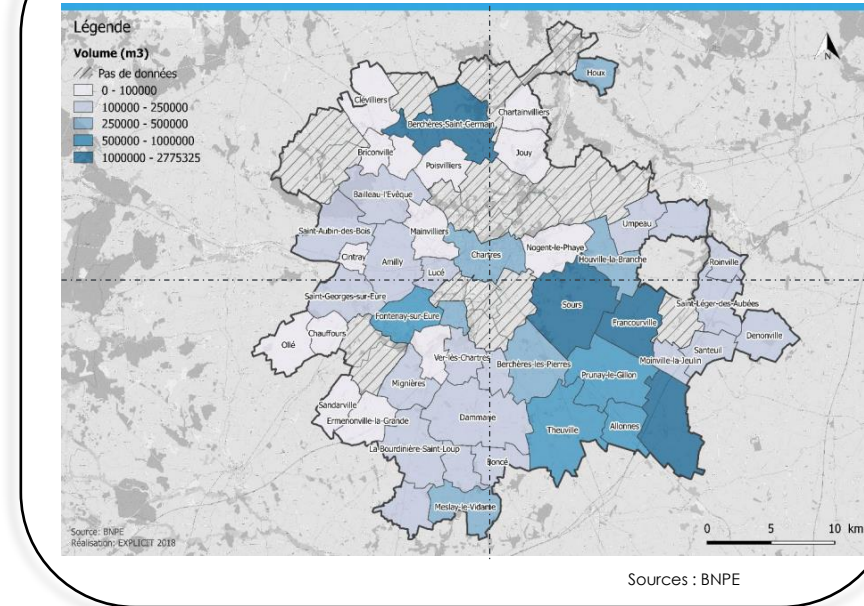 Légende
Volume (m3)
Pas de données
0 - 100000
100000 - 250000
250000 - 500000
500000 - 1000000
1000000 - 2775325
N
Houx
Clévilliers
Berchères-Saint-Germain
Chartainvilliers
Briconville
Poisvilliers
Jouy
Bailleau-l'Evêque
Saint-Aubin-des-Bois
Mainvilliers
Umpeau
Cintray
Amilly
Lucé
Chartres
Nogent-le-Phaye
Houville-la-Branche
Roinville
Saint-Georges-sur-Eure
Fontenay-sur-Eure
Sours
Francourville
Saint-Léger-des-Aubées
Ollé
Chauffours
Denonville
Santeuil
Moinville-la-Jeulin
Ver-lès-Chartres
Berchères-les-Pierres
Prunay-le-Gillon
Mignières
Sandarville
Ermenonville-la-Grande
Dammarie
Theuville
Allonnes
La Bourdinière-Saint-Loup
Boncé
Meslay-le-Vidame
Source: BNPE
Réalisation: EXPLICIT 2018
0 5 10 km
Sources : BNPE